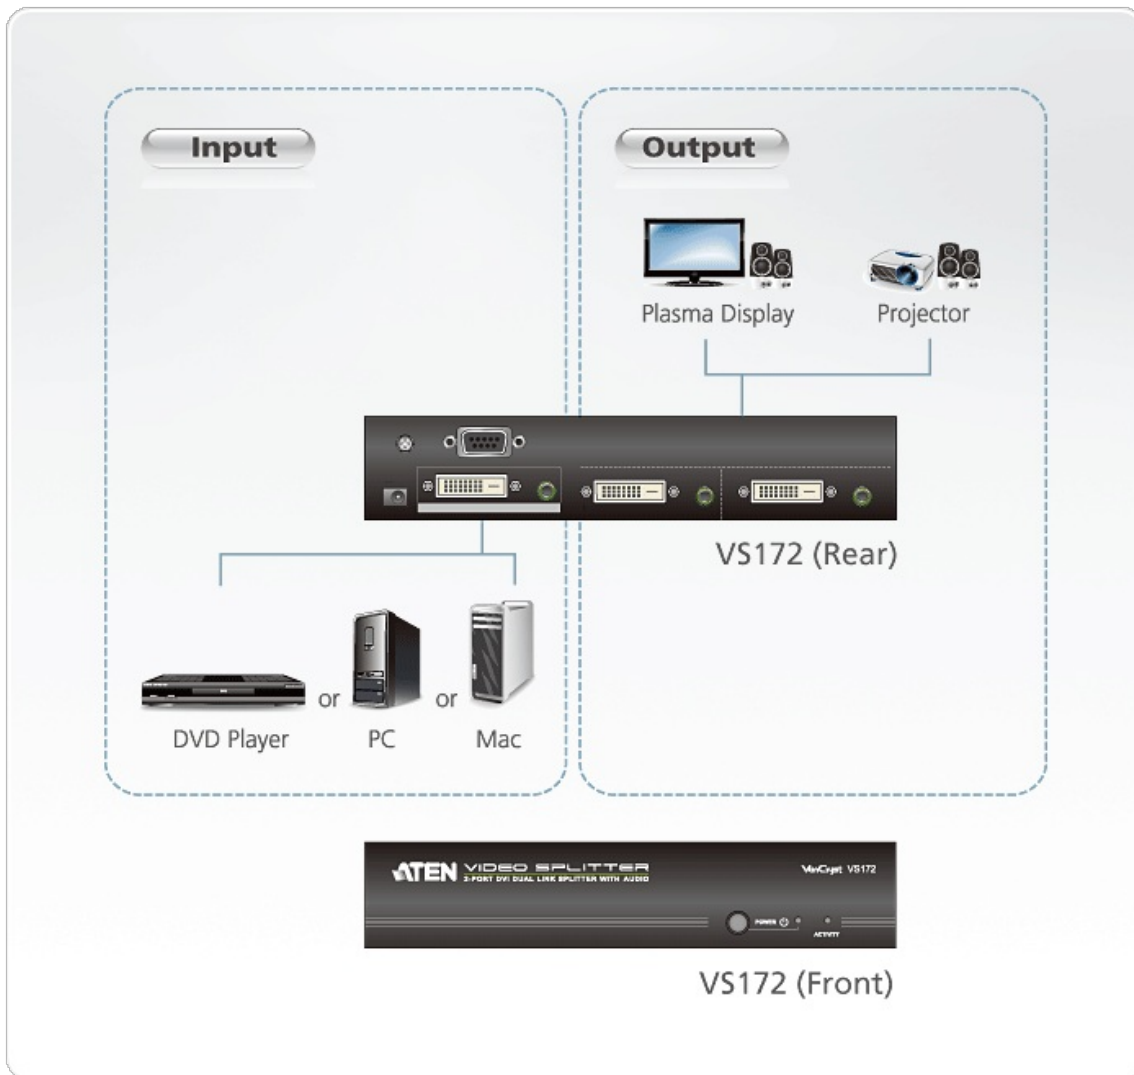 Input
Output
Plasma Display
Projector
VS172 (Rear)
or
or
DVD Player
PC
Mac
ATEN VIDEO SPLITTER
2-PORT DVI DUAL LINK SPLITTER WITH AUDIO
VanCryst VS172
POWER
ACTIVITY
VS172 (Front)